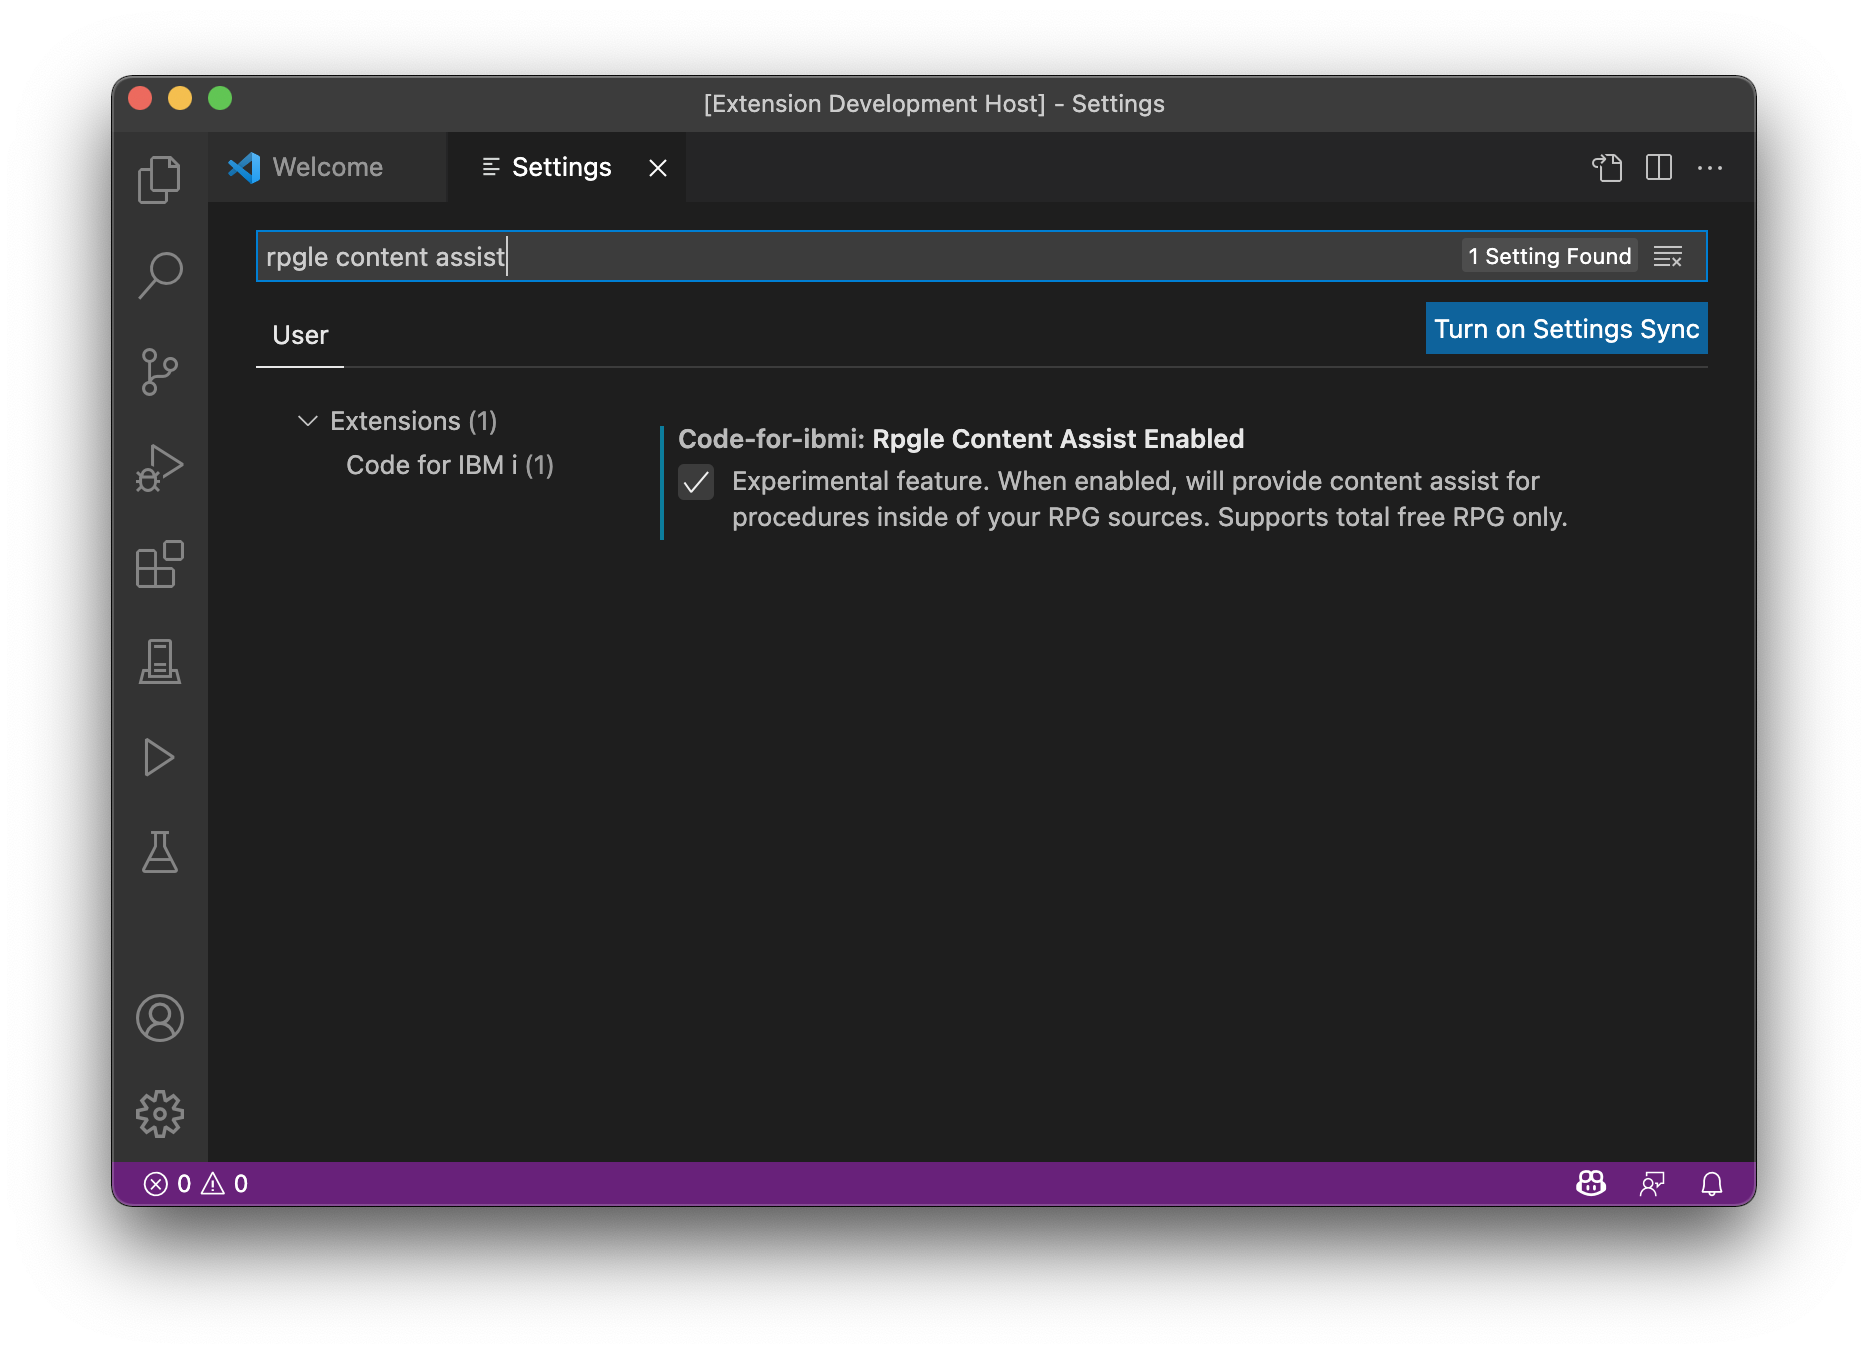 [Extension Development Host] - Settings
Welcome
Settings
rpgle content assist
1 Setting Found
User
Turn on Settings Sync
Extensions (1)
Code for IBM i (1)
Code-for-ibmi: Rpgle Content Assist Enabled
Experimental feature. When enabled, will provide content assist for
procedures inside of your RPG sources. Supports total free RPG only.
0 0